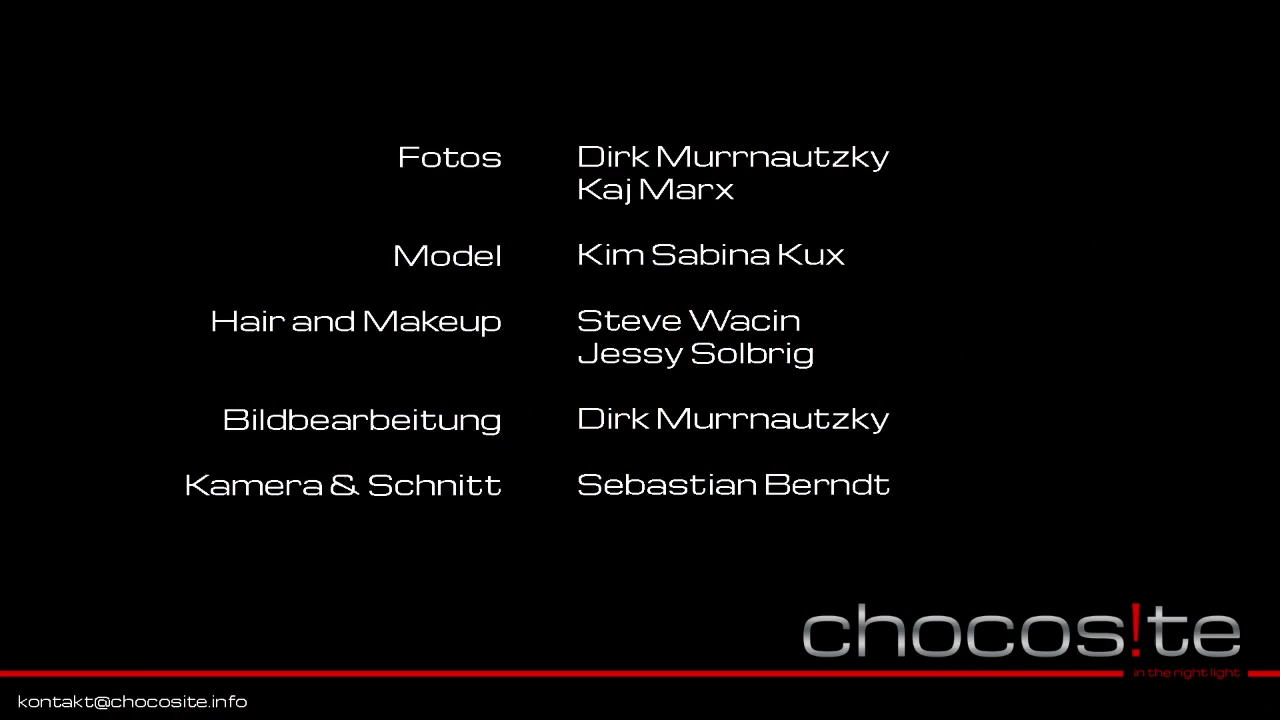 Fotos Dirk Murrnautzky
Kaj Marx
Model Kim Sabina Kux
Hair and Makeup Steve Wacin
Jessy Solbrig
Bildbearbeitung Dirk Murrnautzky
Kamera & Schnitt Sebastian Berndt
chocos!te
in the right light
kontakt@chocosite.info